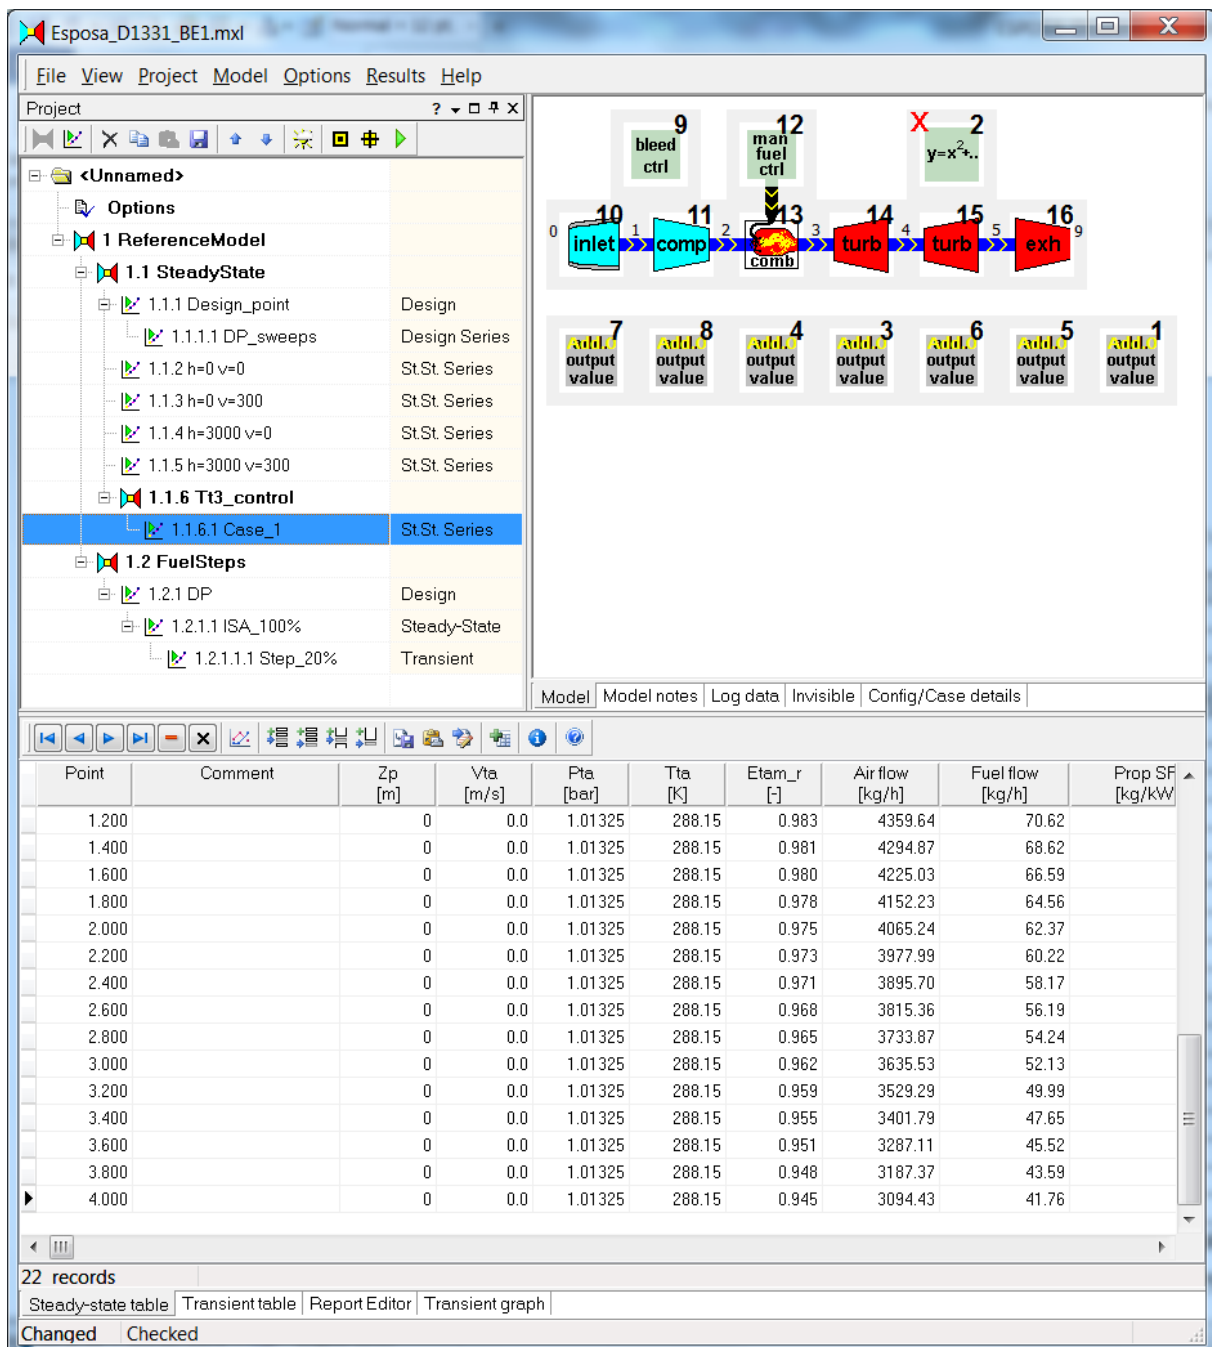 Esposa_D1331_BE1.mxl
File View Project Model Options Results Help
Project
<Unnamed>
Options
1 ReferenceModel
1.1 SteadyState
1.1.1 Design_point Design
1.1.1.1 DP_sweeps Design Series
1.1.2 h=0 v=0 St.St. Series
1.1.3 h=0 v=300 St.St. Series
1.1.4 h=3000 v=0 St.St. Series
1.1.5 h=3000 v=300 St.St. Series
1.1.6 Tt3_control
1.1.6.1 Case_1 St.St. Series
1.2 FuelSteps
1.2.1 DP Design
1.2.1.1 ISA_100% Steady-State
1.2.1.1.1 Step_20% Transient
9 12 X 2
bleed ctrl
man fuel ctrl
y=x²+..
10 11 13 14 15 16
0 inlet 1 comp 2 comb 3 turb 4 turb 5 exh 9
7 8 4 3 6 5 1
Add.O Add.O Add.O Add.O Add.O Add.O Add.O
output output output output output output output
value value value value value value value
Model Model notes Log data Invisible Config/Case details
Point Comment Zp Vta Pta Tta Etam_r Air flow Fuel flow Prop SF
[m] [m/s] [bar] [K] [-] [kg/h] [kg/h] [kg/kW
1.200 0 0.0 1.01325 288.15 0.983 4359.64 70.62
1.400 0 0.0 1.01325 288.15 0.981 4294.87 68.62
1.600 0 0.0 1.01325 288.15 0.980 4225.03 66.59
1.800 0 0.0 1.01325 288.15 0.978 4152.23 64.56
2.000 0 0.0 1.01325 288.15 0.975 4065.24 62.37
2.200 0 0.0 1.01325 288.15 0.973 3977.99 60.22
2.400 0 0.0 1.01325 288.15 0.971 3895.70 58.17
2.600 0 0.0 1.01325 288.15 0.968 3815.36 56.19
2.800 0 0.0 1.01325 288.15 0.965 3733.87 54.24
3.000 0 0.0 1.01325 288.15 0.962 3635.53 52.13
3.200 0 0.0 1.01325 288.15 0.959 3529.29 49.99
3.400 0 0.0 1.01325 288.15 0.955 3401.79 47.65
3.600 0 0.0 1.01325 288.15 0.951 3287.11 45.52
3.800 0 0.0 1.01325 288.15 0.948 3187.37 43.59
4.000 0 0.0 1.01325 288.15 0.945 3094.43 41.76
22 records
Steady-state table Transient table Report Editor Transient graph
Changed Checked